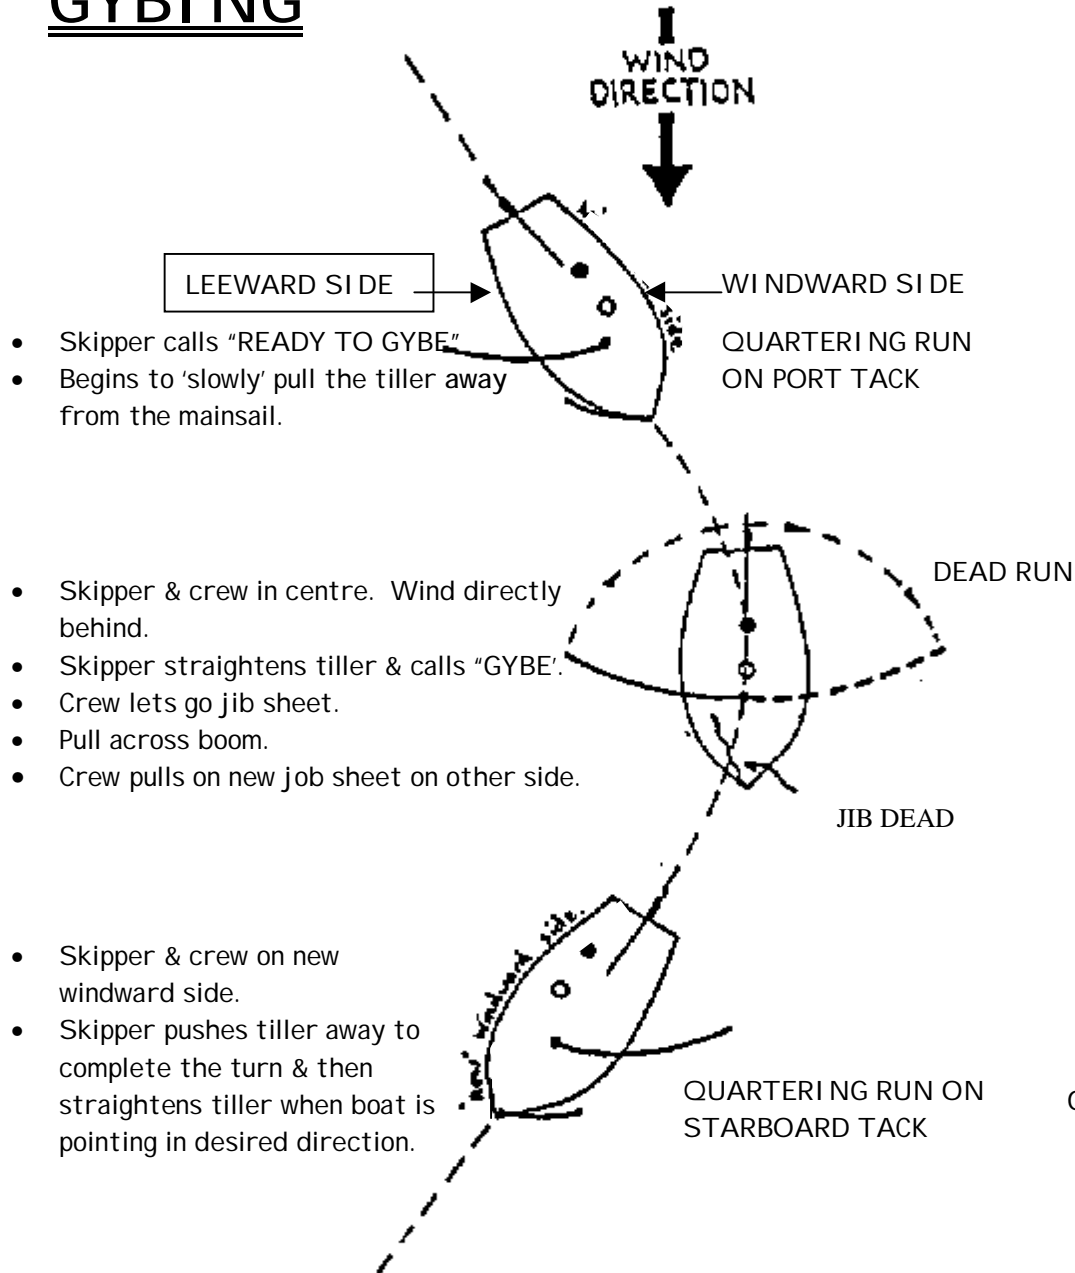 GYBING
WIND
DIRECTION
LEEWARD SIDE
WINDWARD SIDE
side
• Skipper calls “READY TO GYBE”
• Begins to ‘slowly’ pull the tiller away
from the mainsail.
QUARTERING RUN
ON PORT TACK
DEAD RUN
• Skipper & crew in centre. Wind directly
behind.
• Skipper straightens tiller & calls “GYBE’.
• Crew lets go jib sheet.
• Pull across boom.
• Crew pulls on new job sheet on other side.
JIB DEAD
'new' windward side.
• Skipper & crew on new
windward side.
• Skipper pushes tiller away to
complete the turn & then
straightens tiller when boat is
pointing in desired direction.
QUARTERING RUN ON
STARBOARD TACK